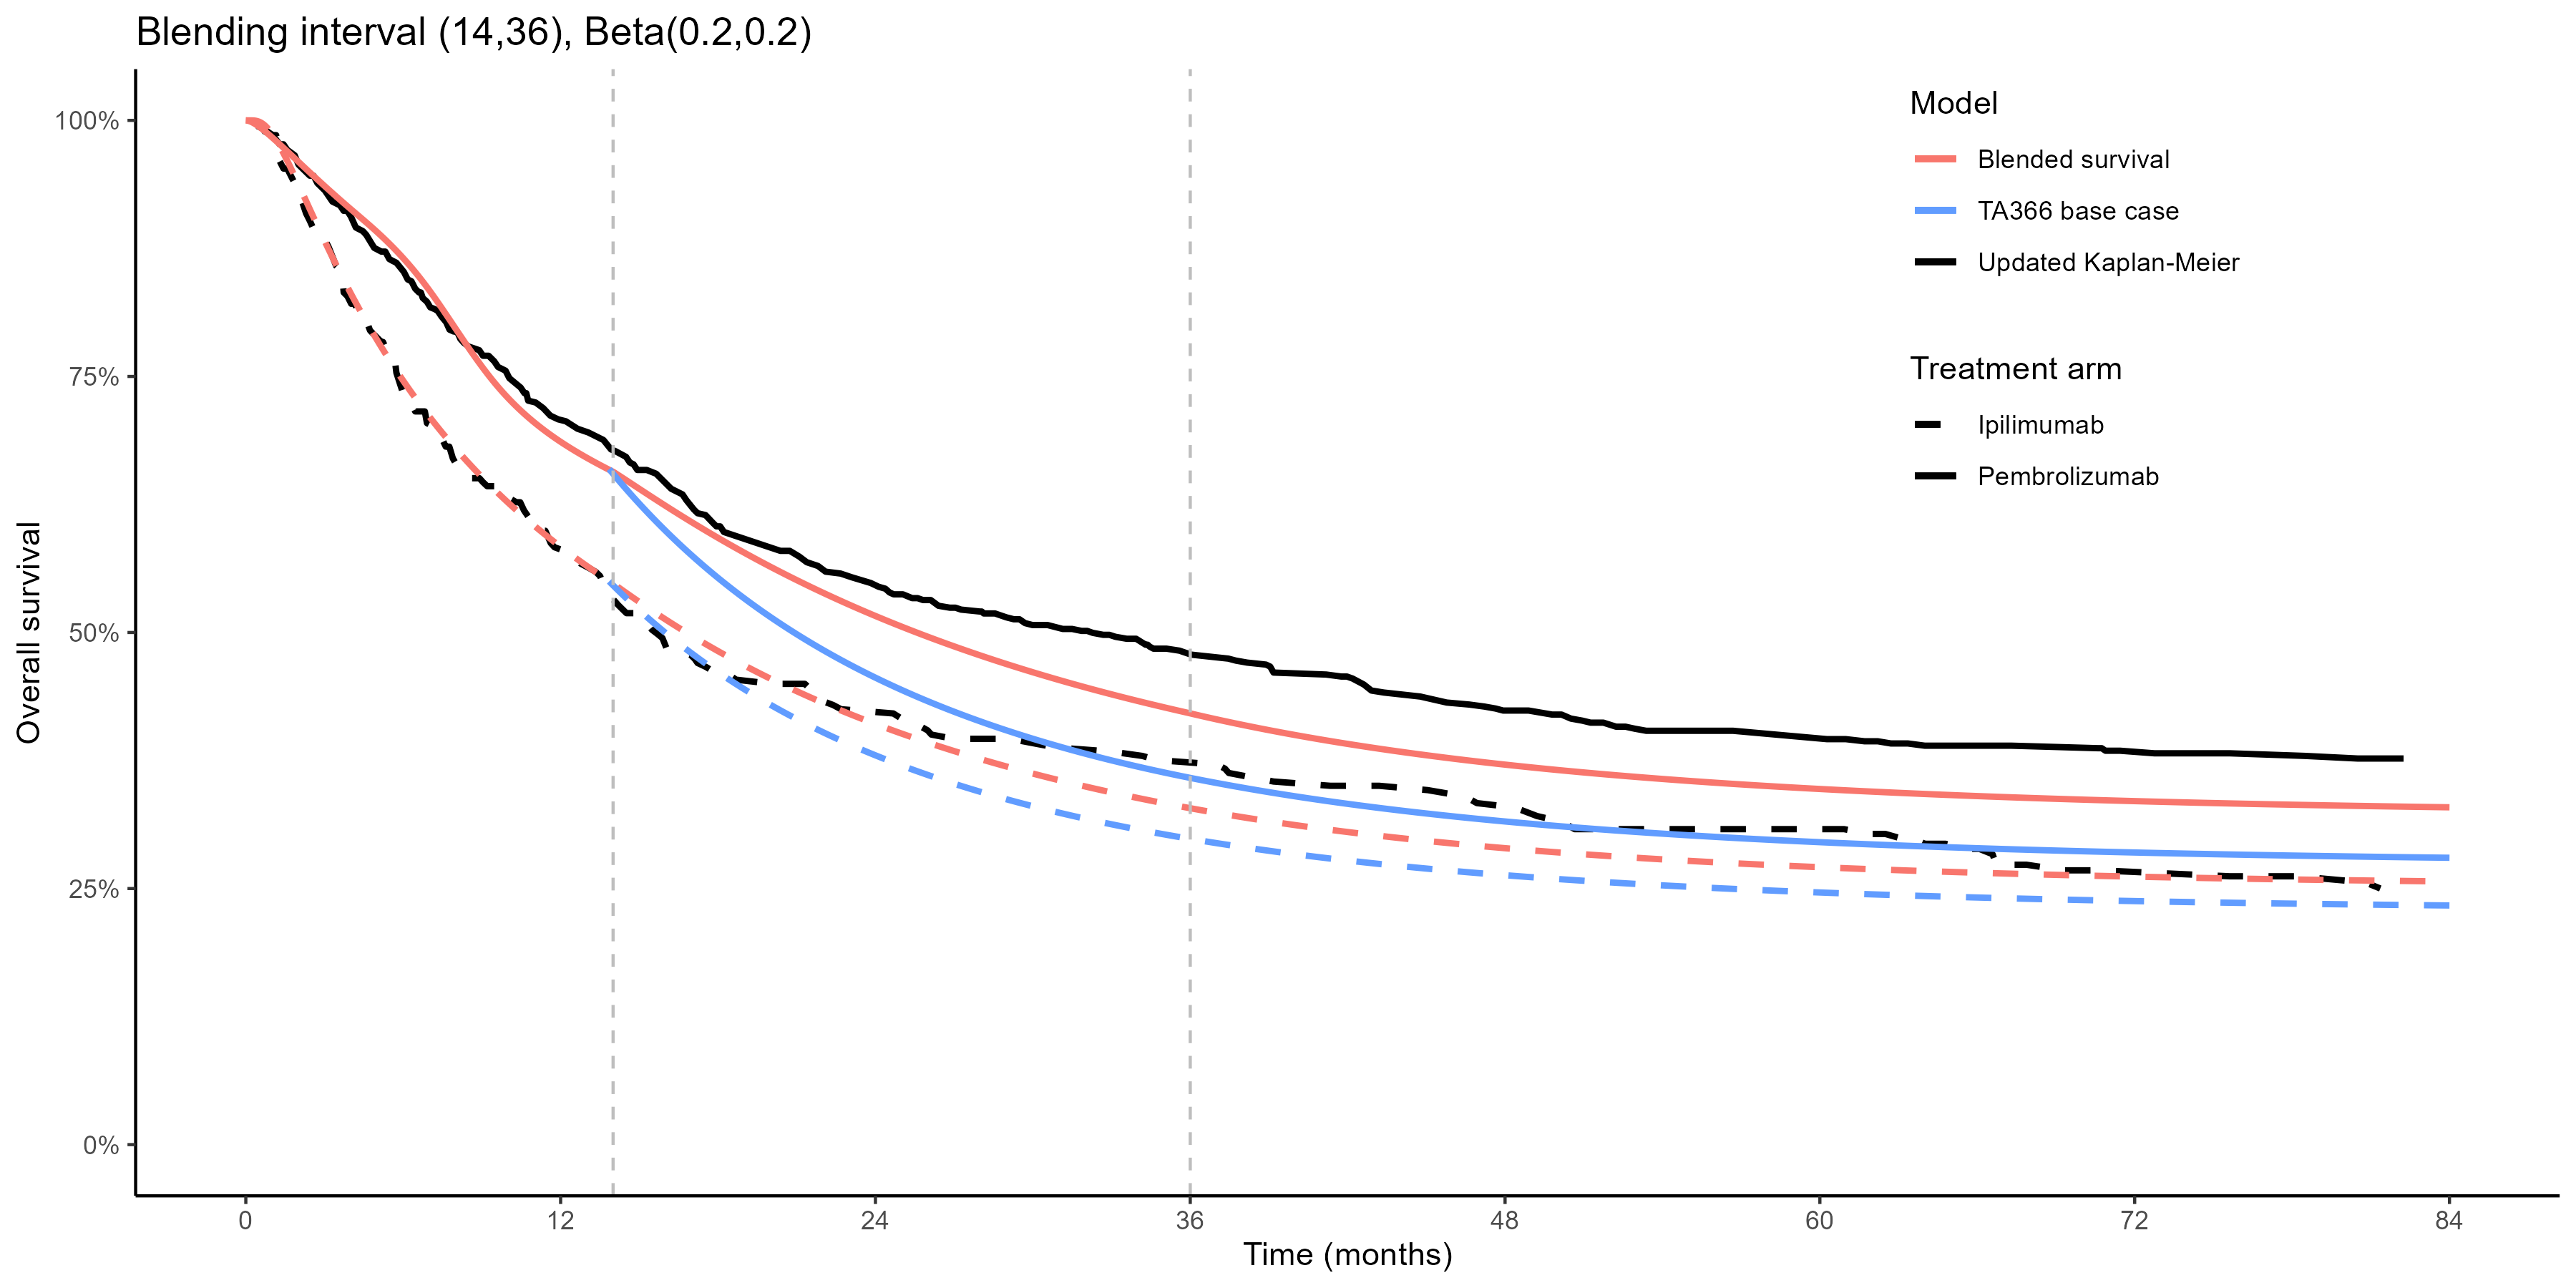 Blending interval (14,36), Beta(0.2,0.2)
Model
Blended survival
TA366 base case
Updated Kaplan-Meier
Treatment arm
Ipilimumab
Pembrolizumab
Overall survival
100%
75%
50%
25%
0%
0 12 24 36 48 60 72 84
Time (months)